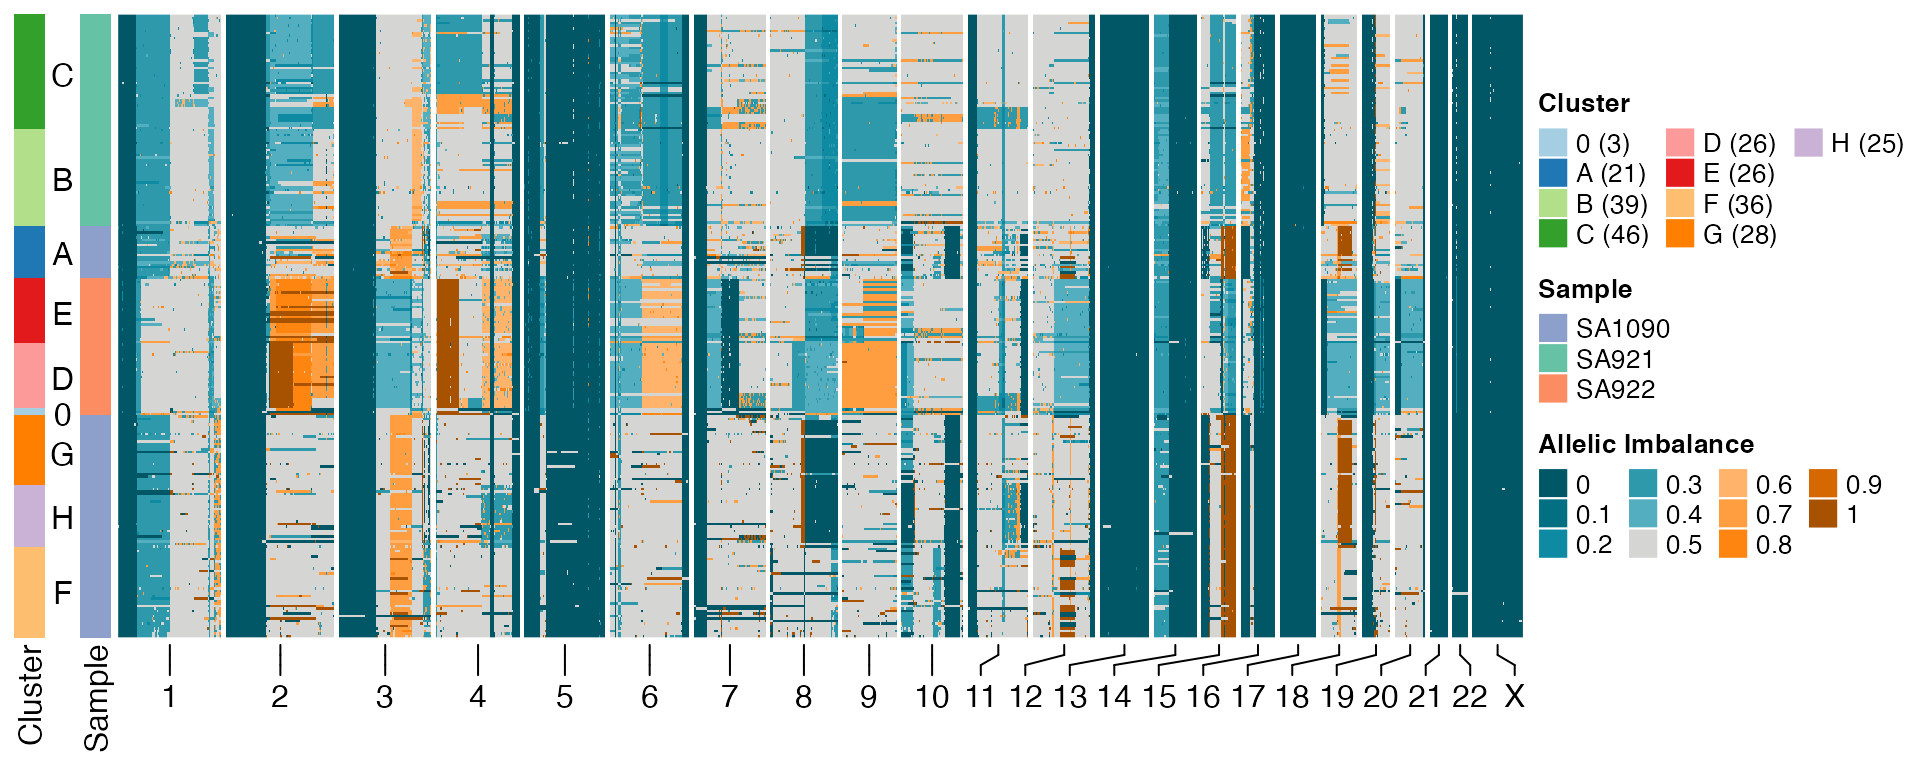 C
B
A
E
D
0
G
H
F
Cluster
Sample
1 2 3 4 5 6 7 8 9 10 11 12 13 14 15 16 17 18 19 20 21 22 X
Cluster
0 (3) D (26) H (25)
A (21) E (26)
B (39) F (36)
C (46) G (28)
Sample
SA1090
SA921
SA922
Allelic Imbalance
0 0.3 0.6 0.9
0.1 0.4 0.7 1
0.2 0.5 0.8